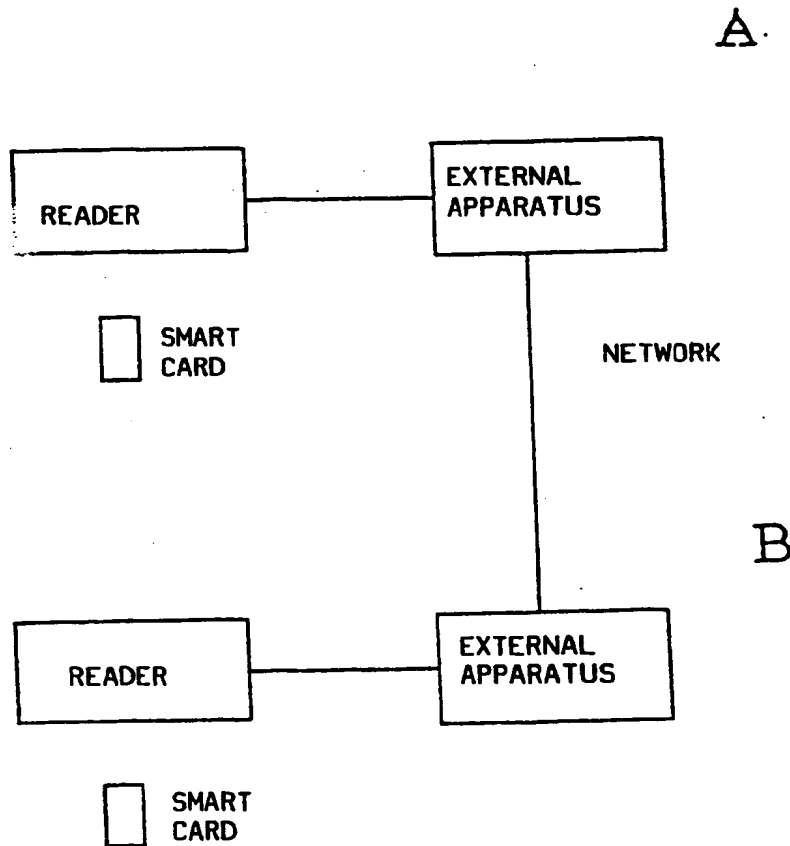 A.
READER
EXTERNAL
APPARATUS
SMART
CARD
NETWORK
B
READER
EXTERNAL
APPARATUS
SMART
CARD